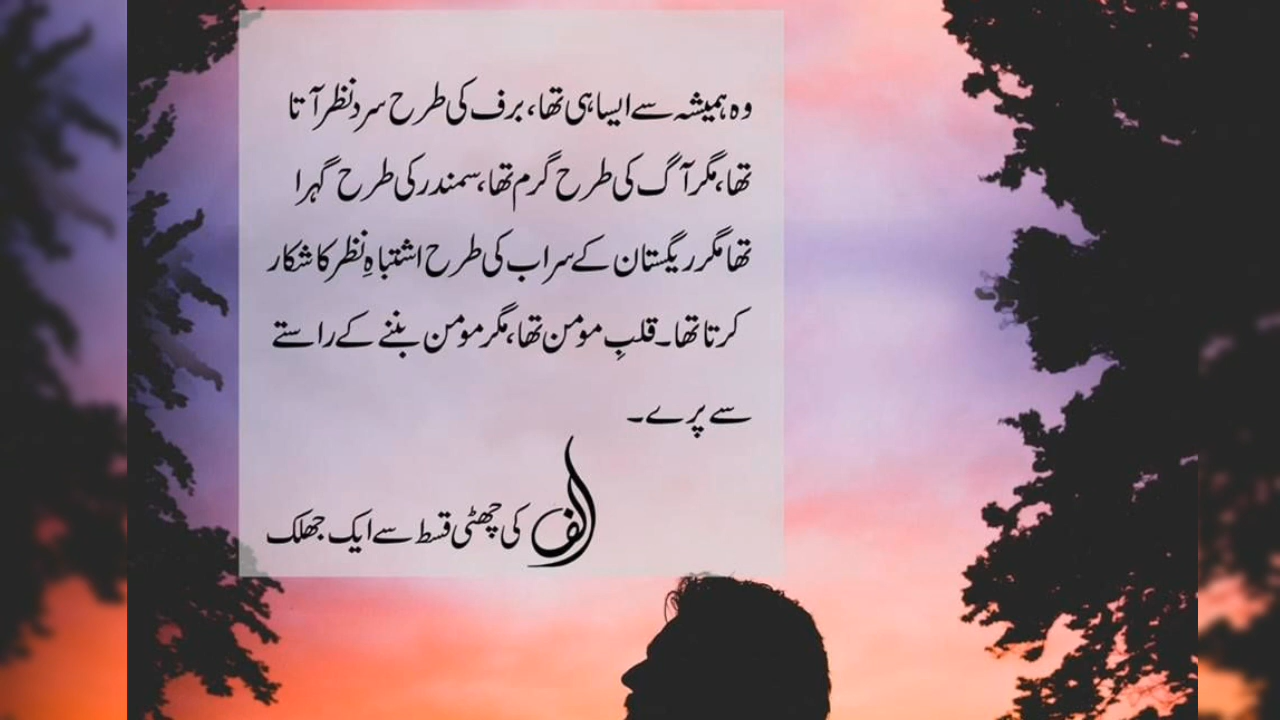 وہ ہمیشہ سے ایسا ہی تھا، برف کی طرح سرد نظر آتا
تھا، مگر آگ کی طرح گرم تھا، سمندر کی طرح گہرا
تھا مگر ریگستان کے سراب کی طرح اشتباہِ نظر کا شکار
کرتا تھا۔ قلبِ مومن تھا، مگر مومن بننے کے راستے
سے پرے۔
الف کی چھٹی قسط سے ایک جھلک